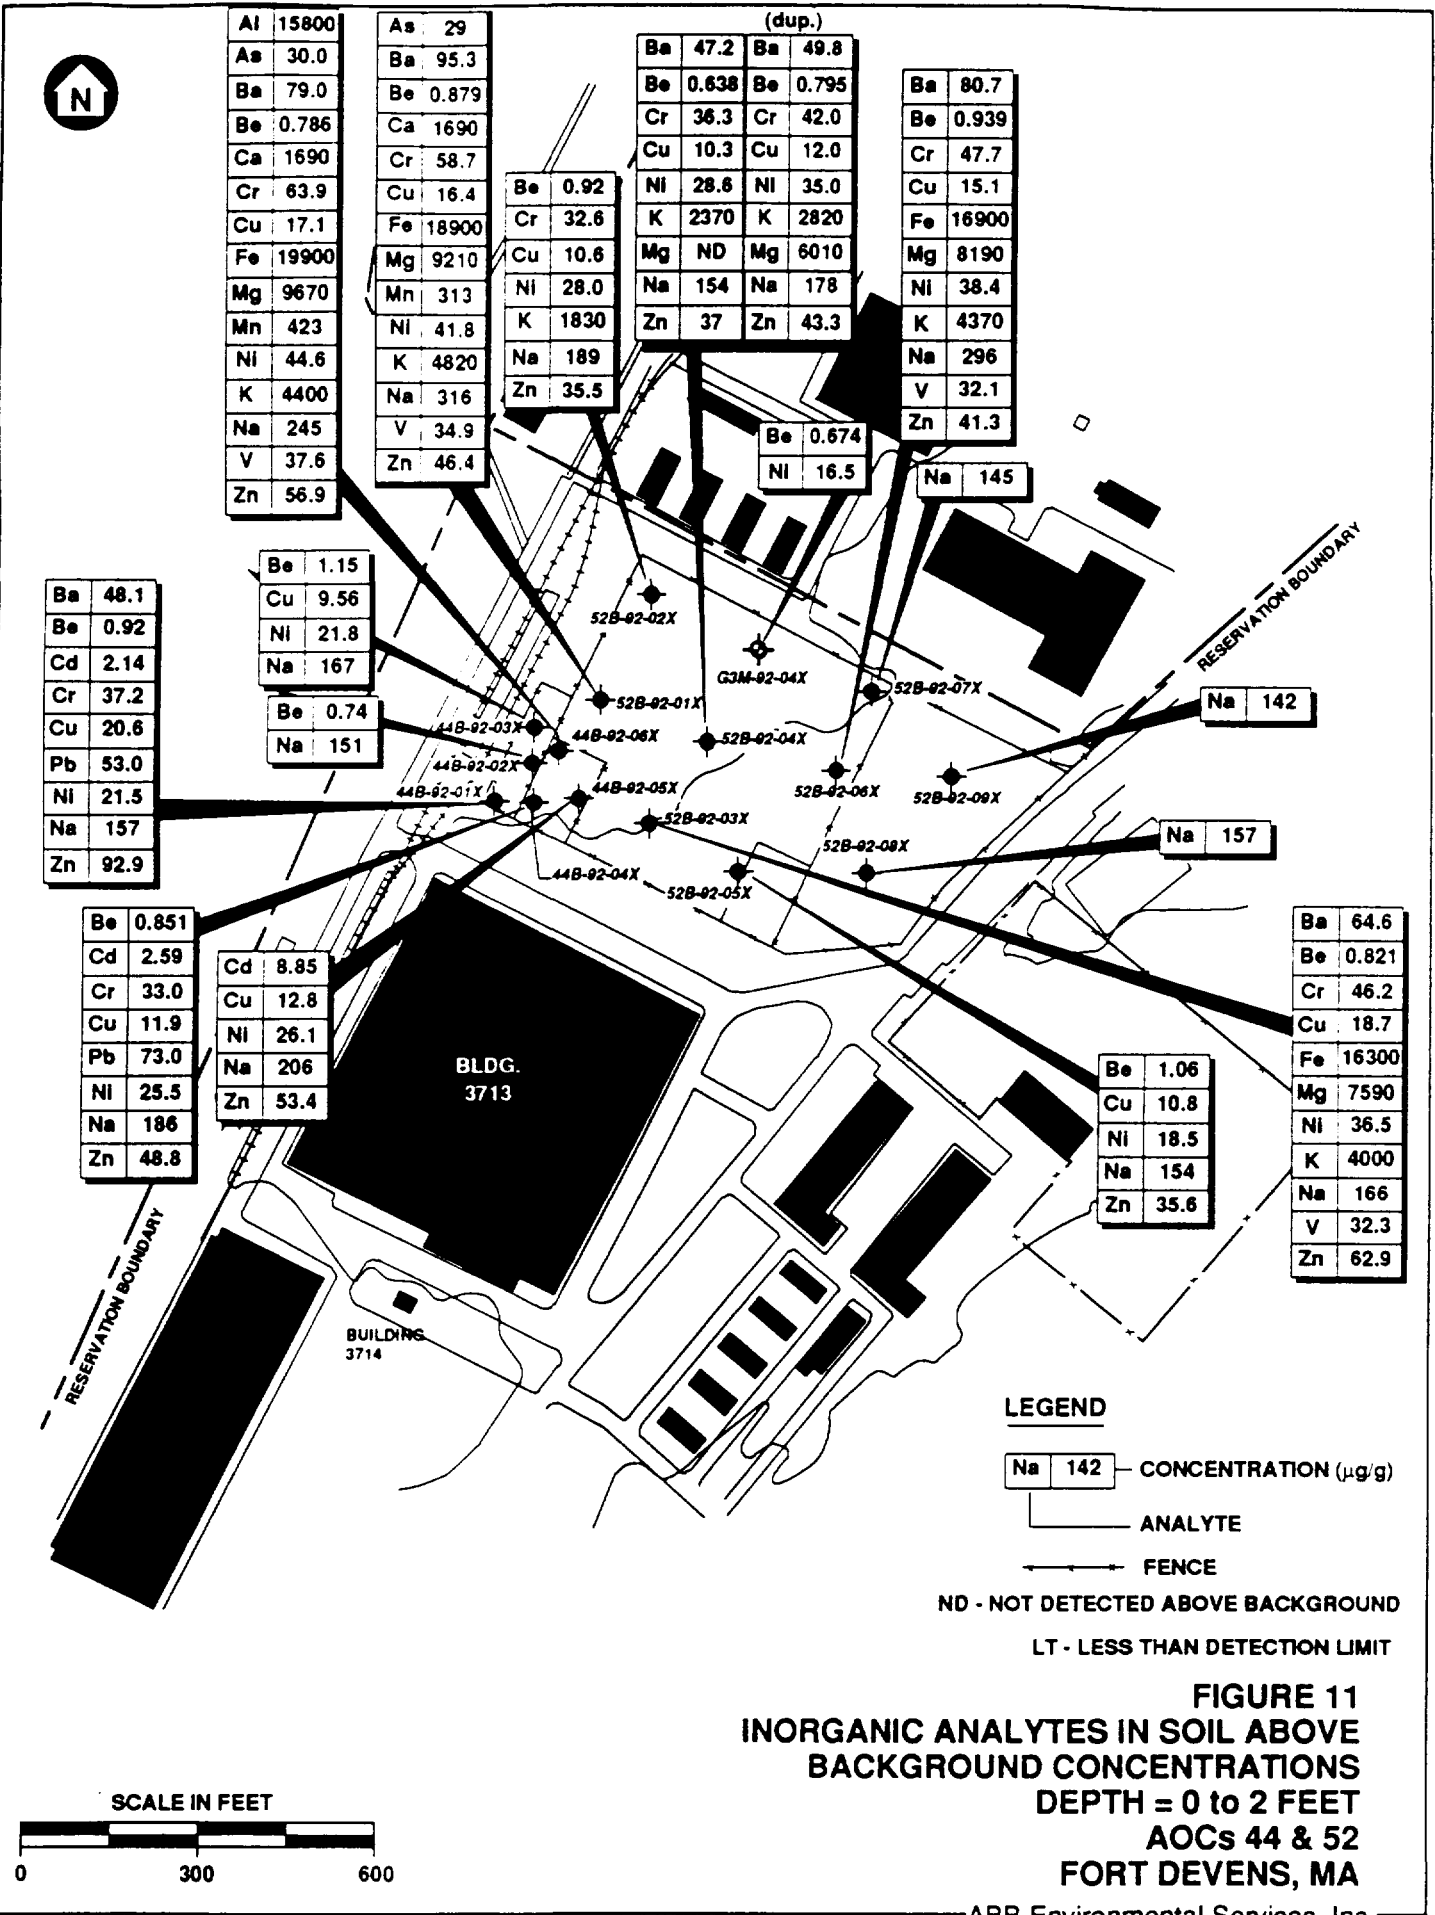 N
Al 15800
As 30.0
Ba 79.0
Be 0.786
Ca 1690
Cr 63.9
Cu 17.1
Fe 19900
Mg 9670
Mn 423
Ni 44.6
K 4400
Na 245
V 37.6
Zn 56.9
As 29
Ba 95.3
Be 0.879
Ca 1690
Cr 58.7
Cu 16.4
Fe 18900
Mg 9210
Mn 313
Ni 41.8
K 4820
Na 316
V 34.9
Zn 46.4
Be 0.92
Cr 32.6
Cu 10.6
Ni 28.0
K 1830
Na 189
Zn 35.5
(dup.)
Ba 47.2 Ba 49.8
Be 0.638 Be 0.795
Cr 36.3 Cr 42.0
Cu 10.3 Cu 12.0
Ni 28.6 Ni 35.0
K 2370 K 2820
Mg ND Mg 6010
Na 154 Na 178
Zn 37 Zn 43.3
Ba 80.7
Be 0.939
Cr 47.7
Cu 15.1
Fe 16900
Mg 8190
Ni 38.4
K 4370
Na 296
V 32.1
Zn 41.3
Be 0.674
Ni 16.5
Na 145
Be 1.15
Cu 9.56
Ni 21.8
Na 167
Be 0.74
Na 151
Ba 48.1
Be 0.92
Cd 2.14
Cr 37.2
Cu 20.6
Pb 53.0
Ni 21.5
Na 157
Zn 92.9
Be 0.851
Cd 2.59
Cr 33.0
Cu 11.9
Pb 73.0
Ni 25.5
Na 186
Zn 48.8
Cd 8.85
Cu 12.8
Ni 26.1
Na 206
Zn 53.4
52B-92-02X
G3M-92-04X
52B-92-07X
52B-92-01X
44B-92-03X
44B-92-06X
52B-92-04X
44B-92-02X
44B-92-01X
44B-92-05X
52B-92-06X
52B-92-09X
52B-92-03X
52B-92-08X
44B-92-04X
52B-92-05X
RESERVATION BOUNDARY
Na 142
Na 157
Ba 64.6
Be 0.821
Cr 46.2
Cu 18.7
Fe 16300
Mg 7590
Ni 36.5
K 4000
Na 166
V 32.3
Zn 62.9
Be 1.06
Cu 10.8
Ni 18.5
Na 154
Zn 35.6
BLDG.
3713
RESERVATION BOUNDARY
BUILDING
3714
LEGEND
Na 142 CONCENTRATION (µg/g)
ANALYTE
FENCE
ND - NOT DETECTED ABOVE BACKGROUND
LT - LESS THAN DETECTION LIMIT
FIGURE 11
INORGANIC ANALYTES IN SOIL ABOVE
BACKGROUND CONCENTRATIONS
DEPTH = 0 to 2 FEET
AOCs 44 & 52
FORT DEVENS, MA
ABB Environmental Services, Inc.
SCALE IN FEET
0 300 600